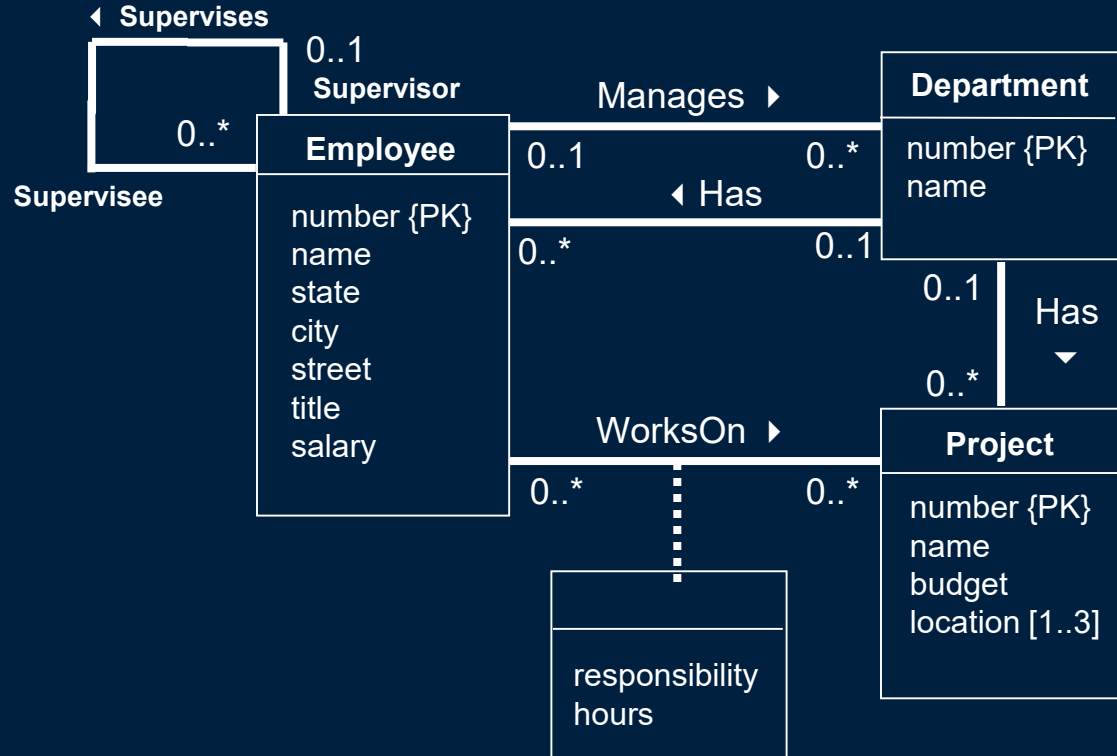 Supervises
0..1
Supervisor
0..*
Supervisee
Employee
number {PK}
name
state
city
street
title
salary
Manages
0..1
0..*
Has
0..*
0..1
Department
number {PK}
name
0..1
Has
0..*
WorksOn
0..*
0..*
Project
number {PK}
name
budget
location [1..3]
responsibility
hours